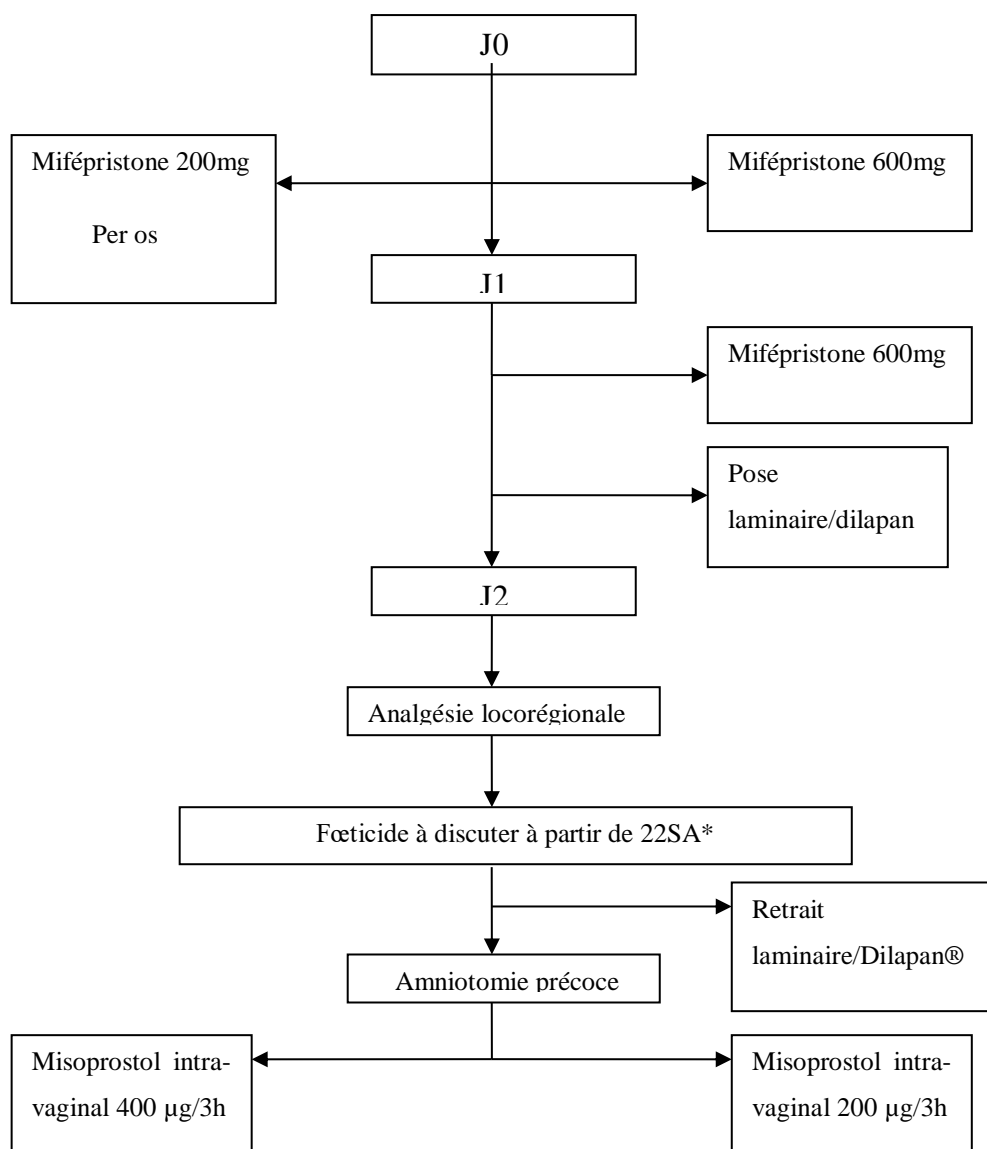 J0
Mifépristone 200mg
Per os
Mifépristone 600mg
J1
Mifépristone 600mg
Pose
laminaire/dilapan
J2
Analgésie locorégionale
Fœticide à discuter à partir de 22SA*
Retrait
laminaire/Dilapan®
Amniotomie précoce
Misoprostol intra-
vaginal 400 µg/3h
Misoprostol intra-
vaginal 200 µg/3h